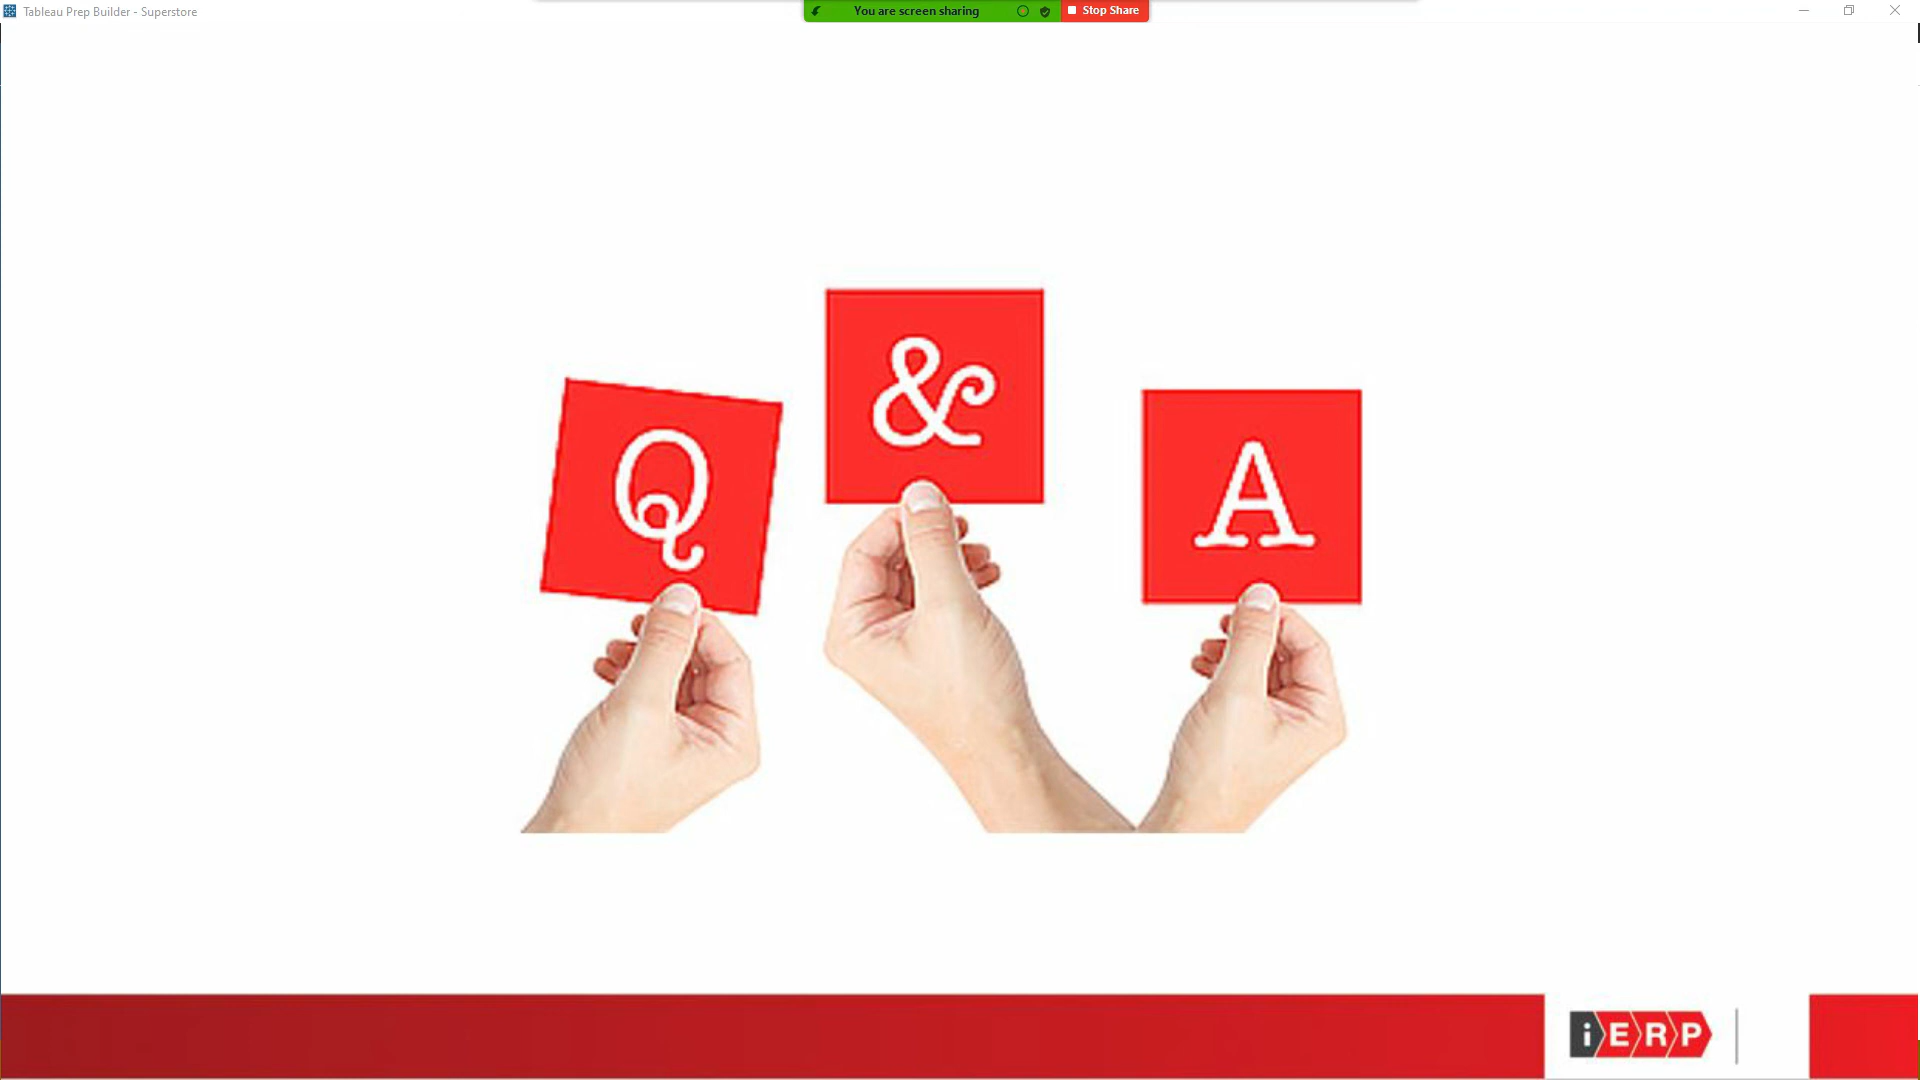 Tableau Prep Builder - Superstore
You are screen sharing
Stop Share
Q & A
iERP